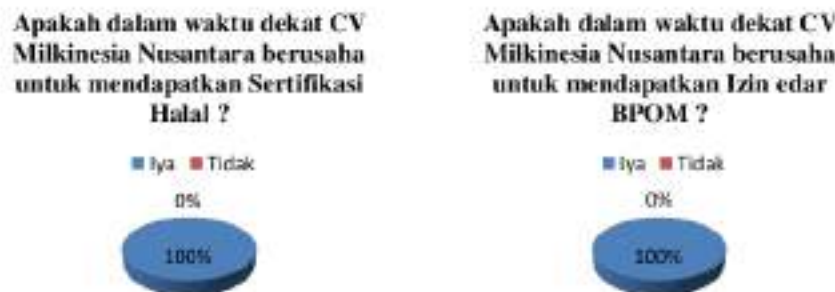 Apakah dalam waktu dekat CV
Milkinesia Nusantara berusaha
untuk mendapatkan Sertifikasi
Halal ?
Iya Tidak
0%
100%
Apakah dalam waktu dekat CV
Milkinesia Nusantara berusaha
untuk mendapatkan Izin edar
BPOM ?
Iya Tidak
0%
100%